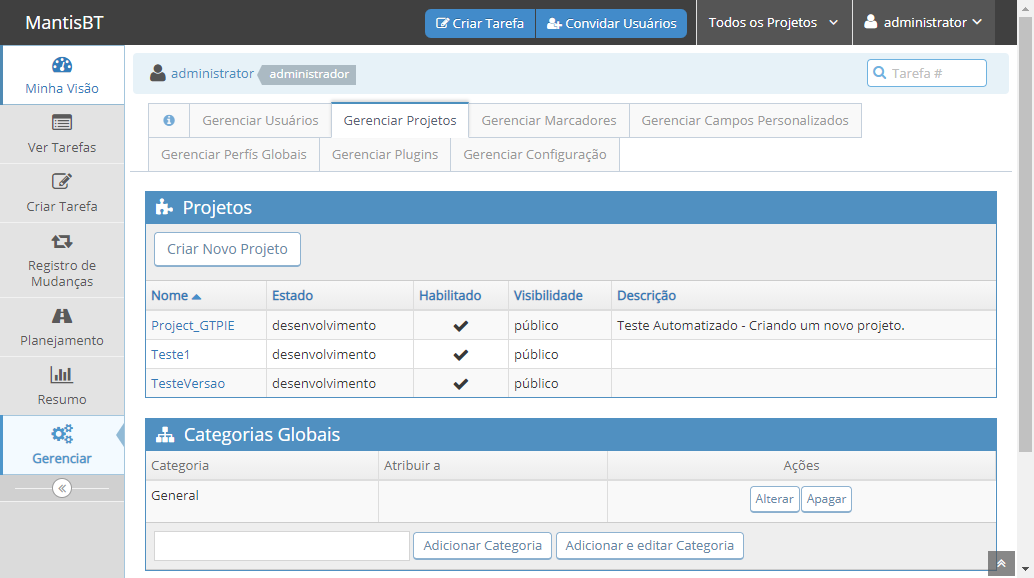 MantisBT
Criar Tarefa
Convidar Usuários
Todos os Projetos
administrator
Minha Visão
Ver Tarefas
Criar Tarefa
Registro de
Mudanças
Planejamento
Resumo
Gerenciar
administrator administrador
Tarefa #
Gerenciar Usuários Gerenciar Projetos Gerenciar Marcadores Gerenciar Campos Personalizados
Gerenciar Perfís Globais Gerenciar Plugins Gerenciar Configuração
Projetos
Criar Novo Projeto
Nome Estado Habilitado Visibilidade Descrição
Project_GTPIE desenvolvimento público Teste Automatizado - Criando um novo projeto.
Teste1 desenvolvimento público
TesteVersao desenvolvimento público
Categorias Globais
Categoria Atribuir a Ações
General Alterar Apagar
Adicionar Categoria Adicionar e editar Categoria